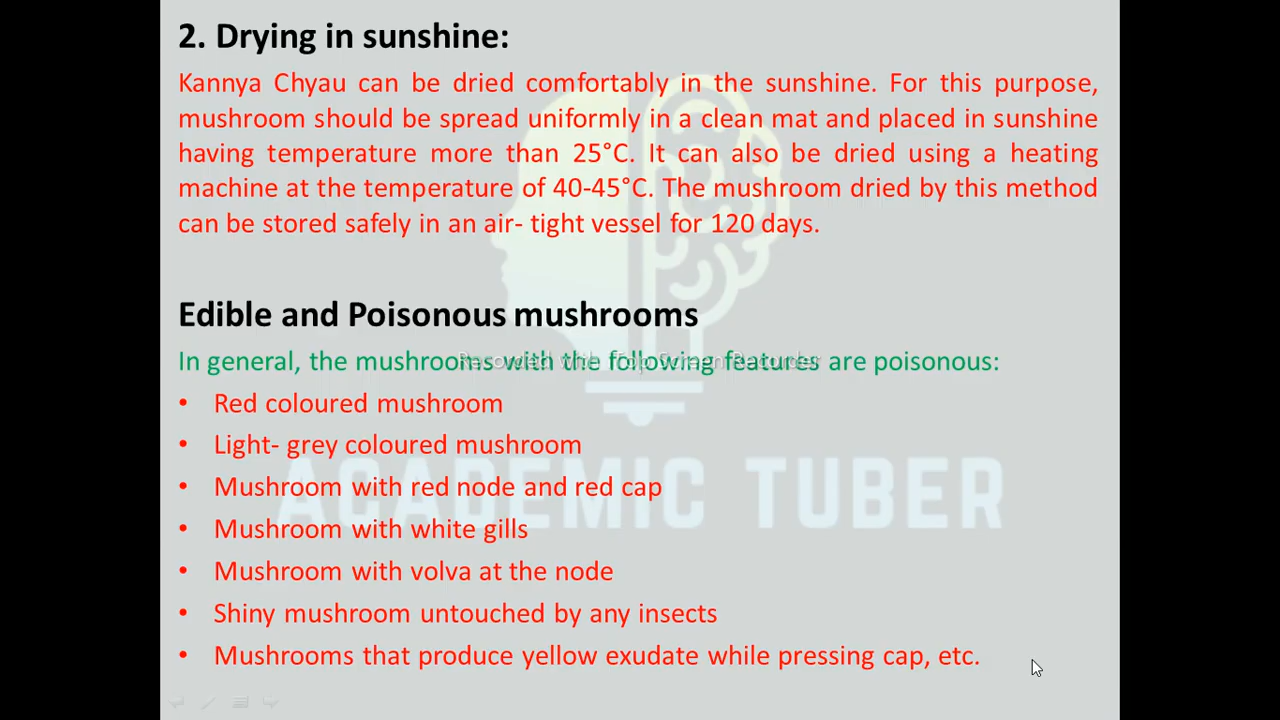 2. Drying in sunshine:
Kannya Chyau can be dried comfortably in the sunshine. For this purpose,
mushroom should be spread uniformly in a clean mat and placed in sunshine
having temperature more than 25°C. It can also be dried using a heating
machine at the temperature of 40-45°C. The mushroom dried by this method
can be stored safely in an air- tight vessel for 120 days.
Edible and Poisonous mushrooms
In general, the mushrooms with the following features are poisonous:
Recorded with iTop Screen Recorder
• Red coloured mushroom
• Light- grey coloured mushroom
• Mushroom with red node and red cap
ACADEMIC TUBER
• Mushroom with white gills
• Mushroom with volva at the node
• Shiny mushroom untouched by any insects
• Mushrooms that produce yellow exudate while pressing cap, etc.